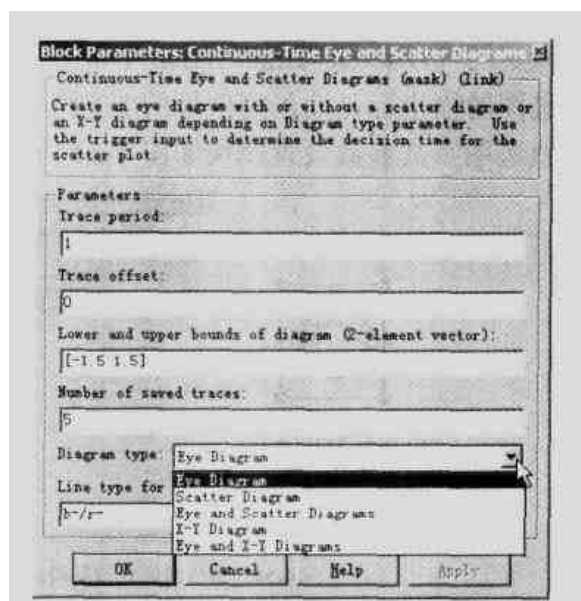 Block Parameters: Continuous-Time Eye and Scatter Diagrams
Continuous-Time Eye and Scatter Diagrams (mask) (link)
Create an eye diagram with or without a scatter diagram or
an X-Y diagram depending on Diagram type parameter. Use
the trigger input to determine the decision time for the
scatter plot.
Parameters
Trace period:
1
Trace offset:
0
Lower and upper bounds of diagram (2-element vector):
[-1.5 1.5]
Number of saved traces:
5
Diagram type: Eye Diagram
Eye Diagram
Line type for
Scatter Diagram
Eye and Scatter Diagrams
b-/r-
X-Y Diagram
Eye and X-Y Diagrams
OK Cancel Help Apply